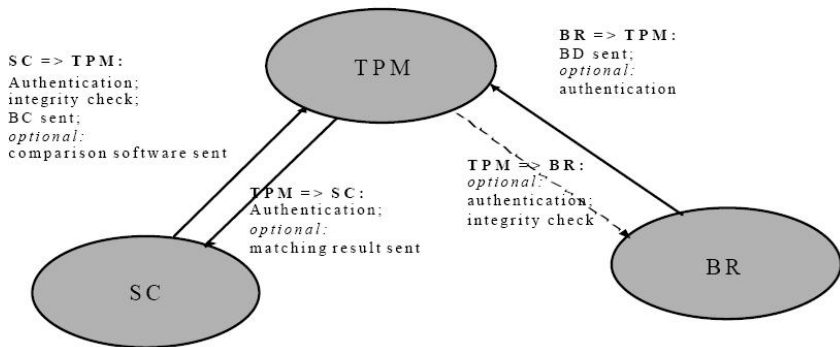 SC => TPM:
Authentication;
integrity check;
BC sent;
optional:
comparison software sent
TPM
BR => TPM:
BD sent;
optional:
authentication
TPM => SC:
Authentication;
optional:
matching result sent
TPM => BR:
optional:
authentication;
integrity check
SC
BR